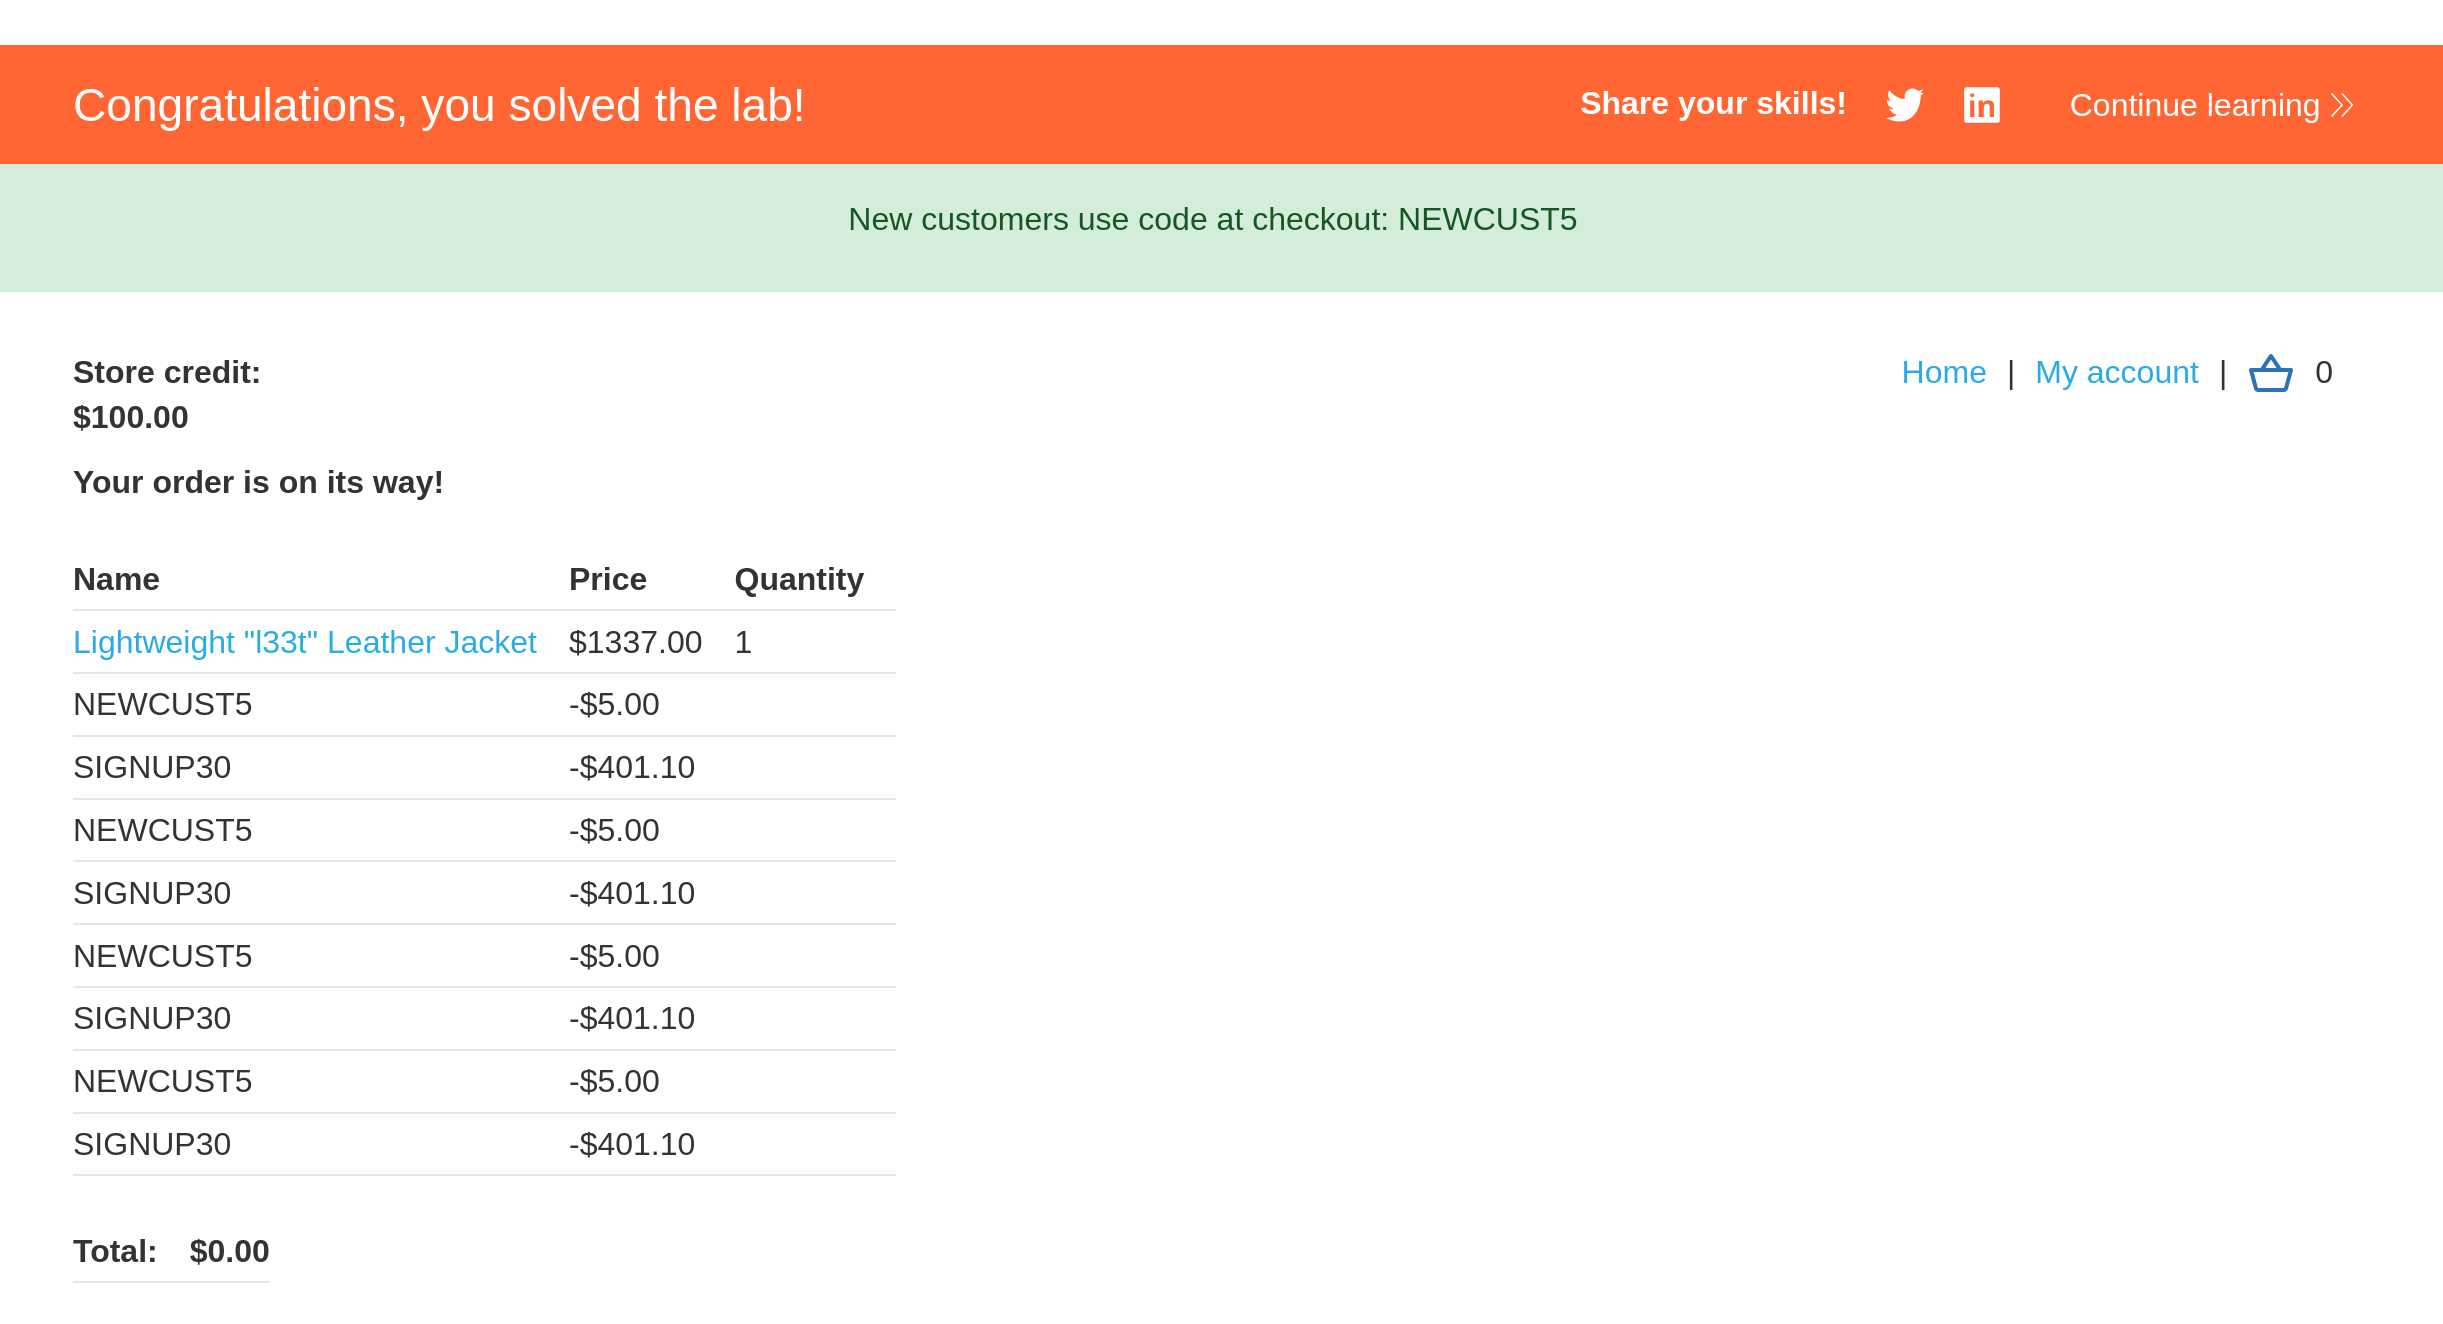 Congratulations, you solved the lab!
Share your skills!
Continue learning
New customers use code at checkout: NEWCUST5
Store credit:
$100.00
Home | My account | 0
Your order is on its way!
Name Price Quantity
Lightweight "l33t" Leather Jacket $1337.00 1
NEWCUST5 -$5.00
SIGNUP30 -$401.10
NEWCUST5 -$5.00
SIGNUP30 -$401.10
NEWCUST5 -$5.00
SIGNUP30 -$401.10
NEWCUST5 -$5.00
SIGNUP30 -$401.10
Total: $0.00